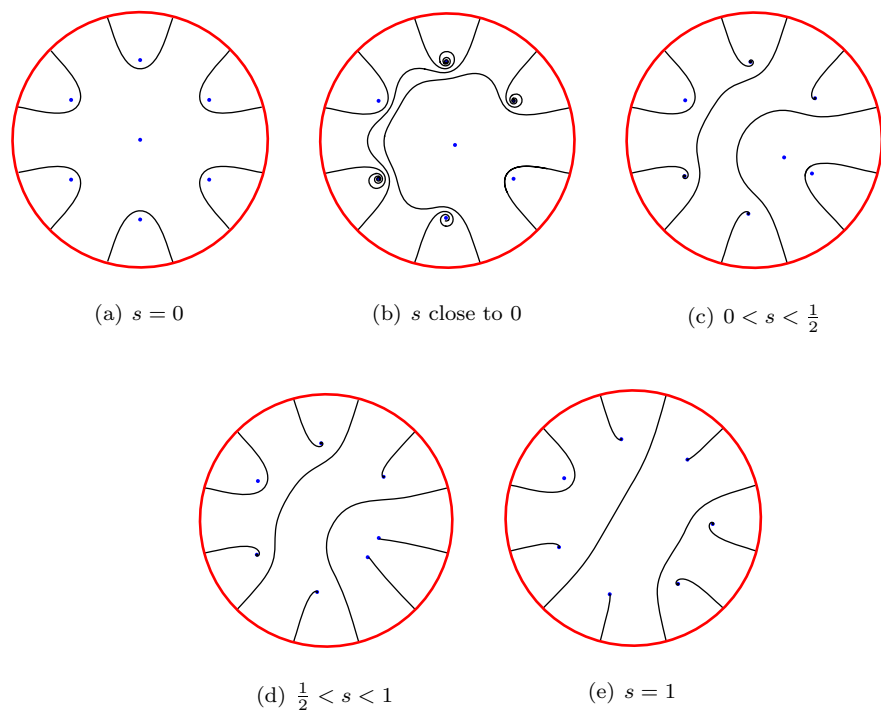 (a) s = 0
(b) s close to 0
(c) 0 < s < 1/2
(d) 1/2 < s < 1
(e) s = 1